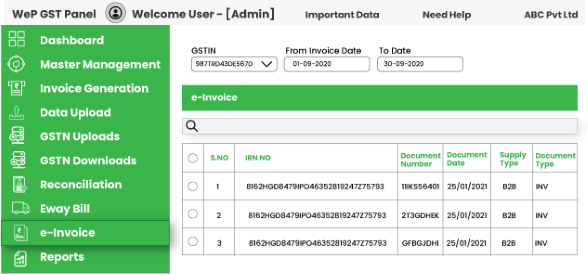 WeP GST Panel Welcome User - [Admin] Important Data Need Help ABC Pvt Ltd
Dashboard
Master Management
Invoice Generation
Data Upload
GSTN Uploads
GSTN Downloads
Reconciliation
Eway Bill
e-Invoice
Reports
GSTIN From Invoice Date To Date
987TRD43DE567D 01-09-2020 30-09-2020
e-Invoice
S.NO IRN NO Document Number Document Date Supply Type Document Type
1 8162HGD8479IPO46352819247Z75793 11IKS56401 25/01/2021 B2B INV
2 8162HGD8479IPO46352819247Z75793 2T3GDHEK 25/01/2021 B2B INV
3 8162HGD8479IPO46352819247Z75793 GFBGJDHI 25/01/2021 B2B INV